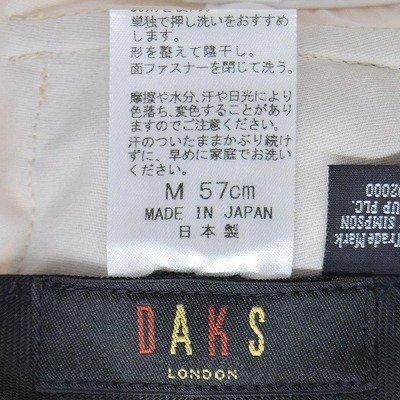 単独で押し洗いをおすすめ
します。
形を整えて陰干し。
面ファスナーを閉じて洗う。
摩擦や水分、汗や日光により
色落ち、変色することがあり
ますのでご注意ください。
汗のついたままかぶり続け
ずに、早めに家庭でお洗い
ください。
M 57cm
MADE IN JAPAN
日本製
TradeMark
SIMPSON
UP PLC.
2000
DAKS
LONDON